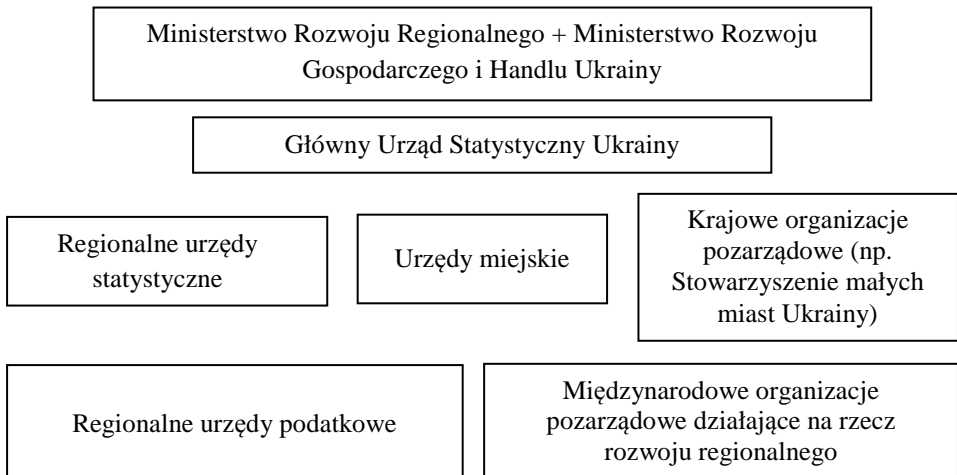 Ministerstwo Rozwoju Regionalnego + Ministerstwo Rozwoju
Gospodarczego i Handlu Ukrainy
Główny Urząd Statystyczny Ukrainy
Regionalne urzędy
statystyczne
Urzędy miejskie
Krajowe organizacje
pozarządowe (np.
Stowarzyszenie małych
miast Ukrainy)
Regionalne urzędy podatkowe
Międzynarodowe organizacje
pozarządowe działające na rzecz
rozwoju regionalnego